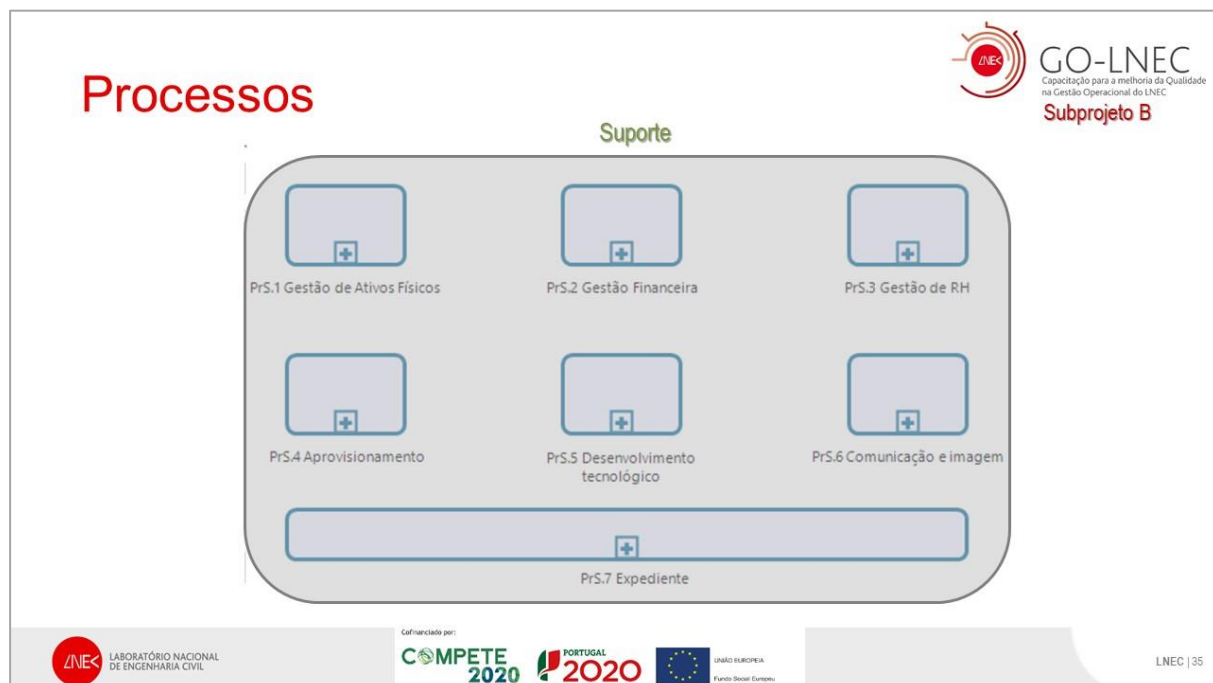 LNEC
GO-LNEC
Capacitação para a melhoria da Qualidade
na Gestão Operacional do LNEC
Subprojeto B
Processos
Suporte
PrS.1 Gestão de Ativos Físicos
PrS.2 Gestão Financeira
PrS.3 Gestão de RH
PrS.4 Aprovisionamento
PrS.5 Desenvolvimento
tecnológico
PrS.6 Comunicação e imagem
PrS.7 Expediente
LNEC
LABORATÓRIO NACIONAL
DE ENGENHARIA CIVIL
Cofinanciado por:
COMPETE
2020
PORTUGAL
2020
UNIÃO EUROPEIA
Fundo Social Europeu
LNEC | 35